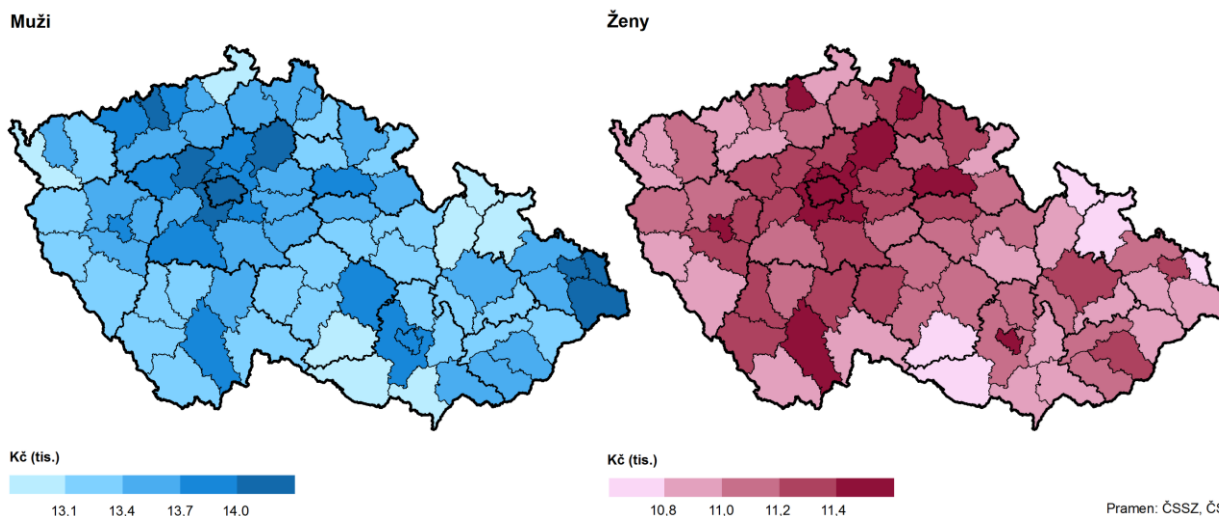 Muži
Ženy
Kč (tis.)
13.1 13.4 13.7 14.0
Kč (tis.)
10,8 11,0 11,2 11,4
Pramen: ČSSZ, ČS